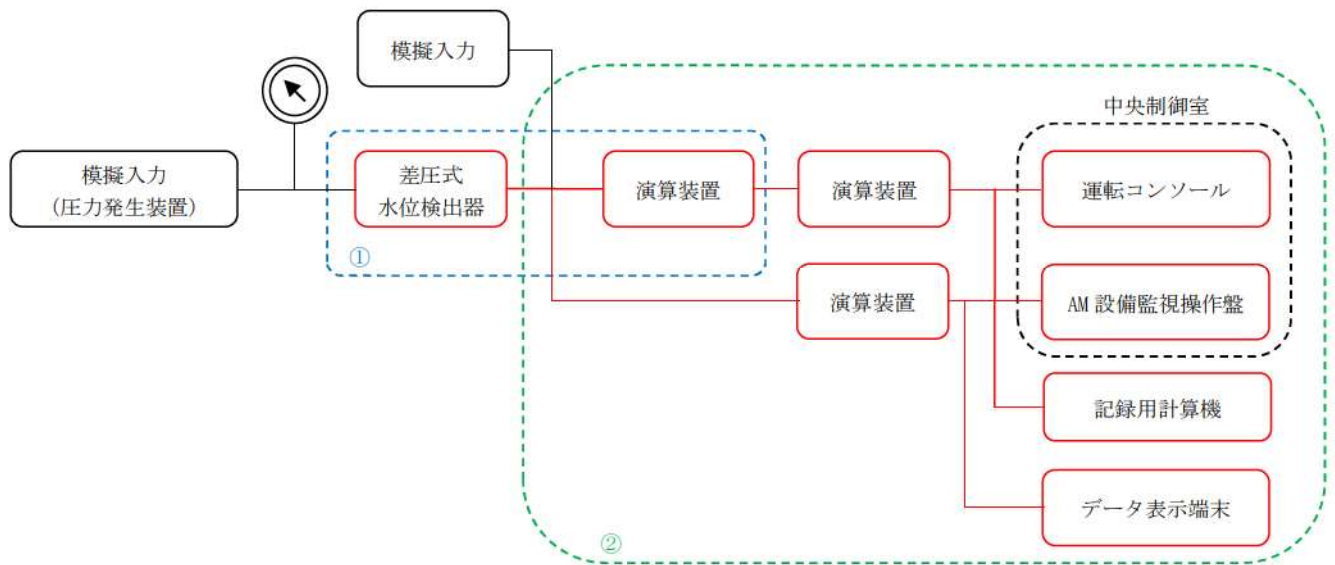 模擬入力
中央制御室
模擬入力
(圧力発生装置)
差圧式
水位検出器
演算装置
演算装置
運転コンソール
①
演算装置
AM 設備監視操作盤
記録用計算機
データ表示端末
②